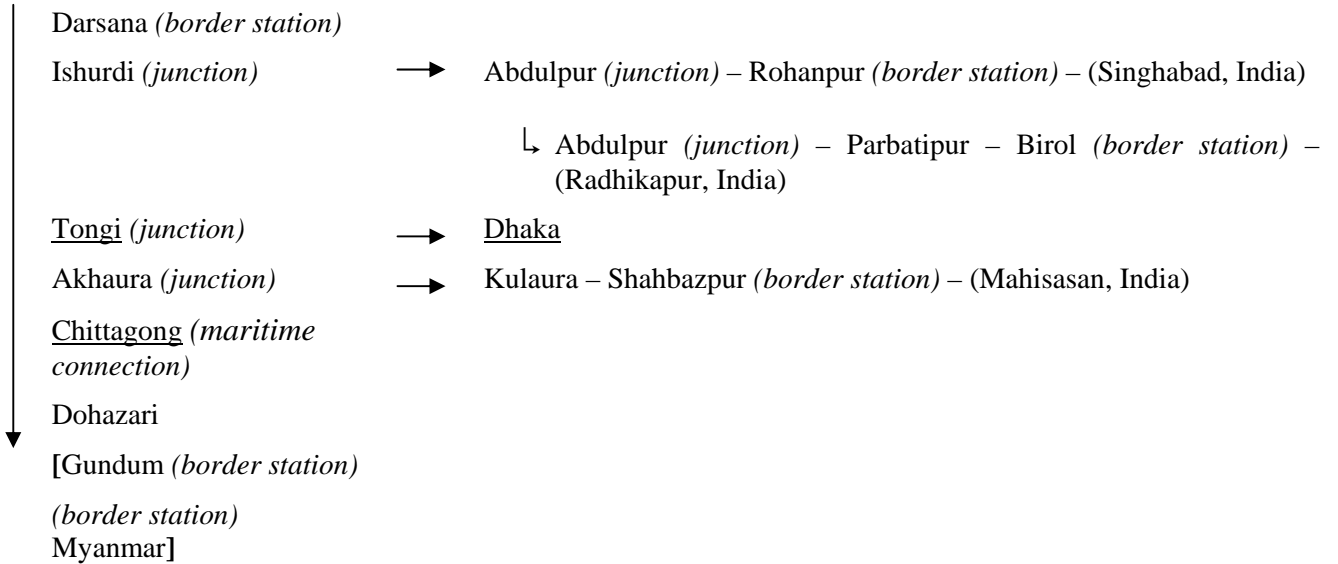 Darsana (border station)
Ishurdi (junction) → Abdulpur (junction) – Rohanpur (border station) – (Singhabad, India)
↳ Abdulpur (junction) – Parbatipur – Birol (border station) –
(Radhikapur, India)
Tongi (junction) → Dhaka
Akhaura (junction) → Kulaura – Shahbazpur (border station) – (Mahisasan, India)
Chittagong (maritime
connection)
Dohazari
[Gundum (border station)
(border station)
Myanmar]